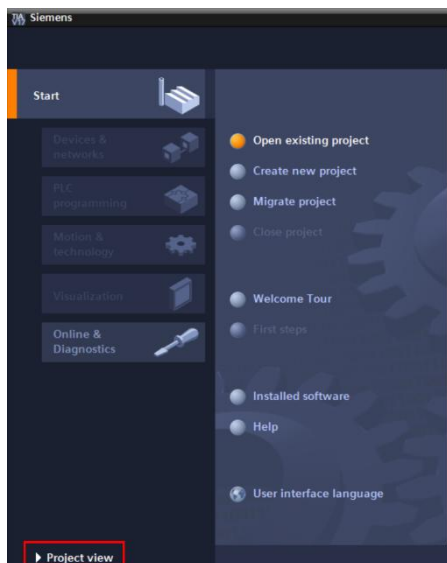 Siemens
Start
Devices &
networks
PLC
programming
Motion &
technology
Visualization
Online &
Diagnostics
Open existing project
Create new project
Migrate project
Close project
Welcome Tour
First steps
Installed software
Help
User interface language
Project view